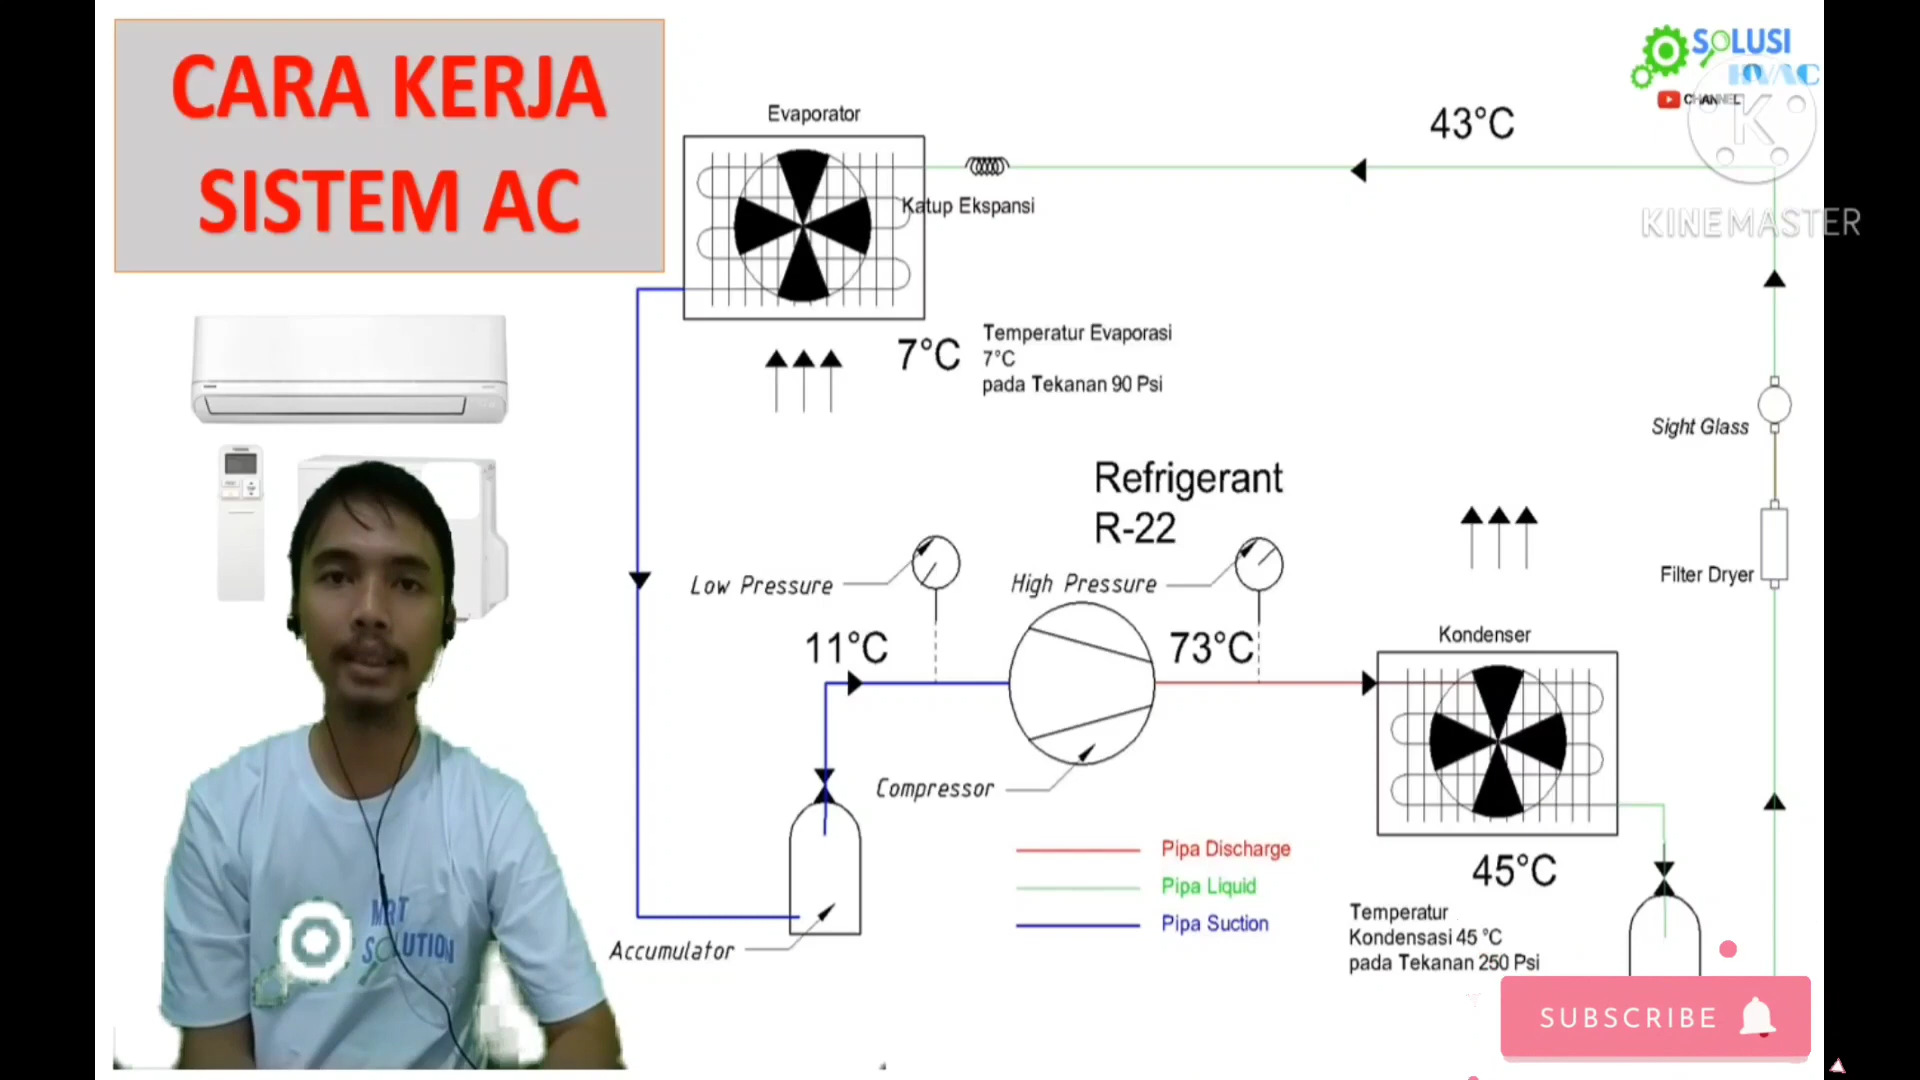 CARA KERJA
SISTEM AC
SOLUSI
HVAC
CHANNEL
K
KINEMASTER
Evaporator
43°C
Katup Ekspansi
7°C
Temperatur Evaporasi
7°C
pada Tekanan 90 Psi
Sight Glass
Refrigerant
R-22
Low Pressure
High Pressure
Filter Dryer
11°C
73°C
Kondenser
Compressor
Pipa Discharge
Pipa Liquid
Pipa Suction
45°C
Temperatur
Kondensasi 45 °C
pada Tekanan 250 Psi
Accumulator
MRT
SOLUTION
SUBSCRIBE